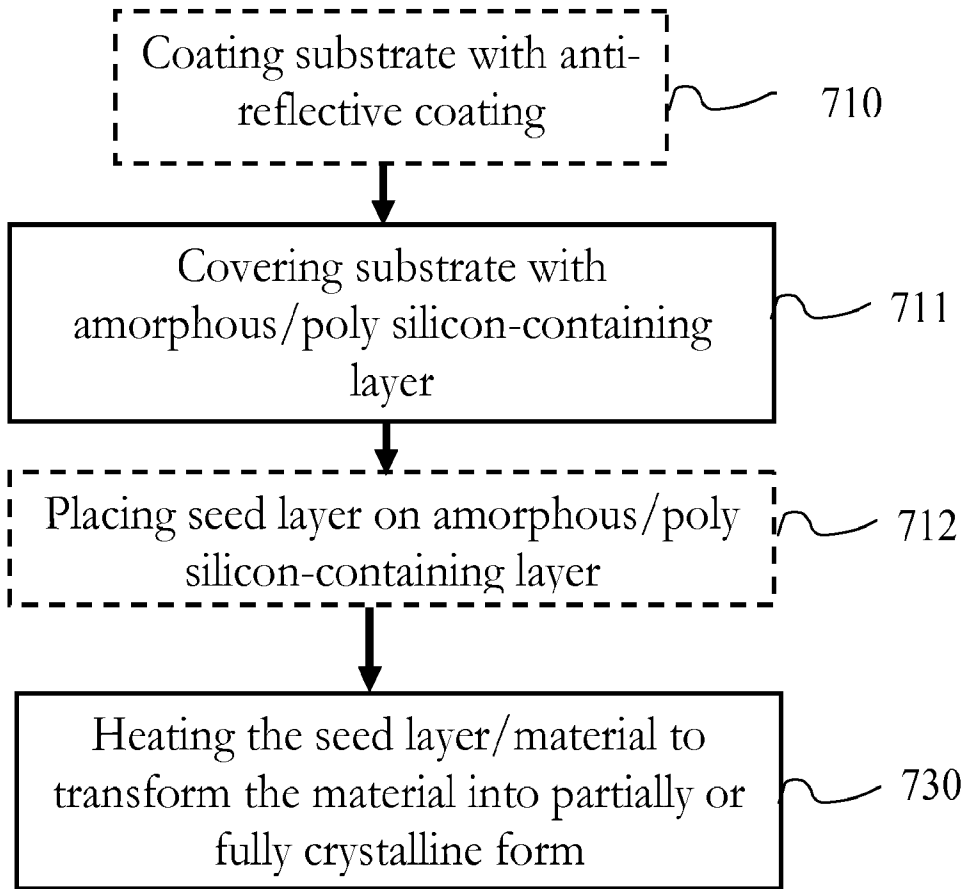 Coating substrate with anti-
reflective coating
710
Covering substrate with
amorphous/poly silicon-containing
layer
711
Placing seed layer on amorphous/poly
silicon-containing layer
712
Heating the seed layer/material to
transform the material into partially or
fully crystalline form
730